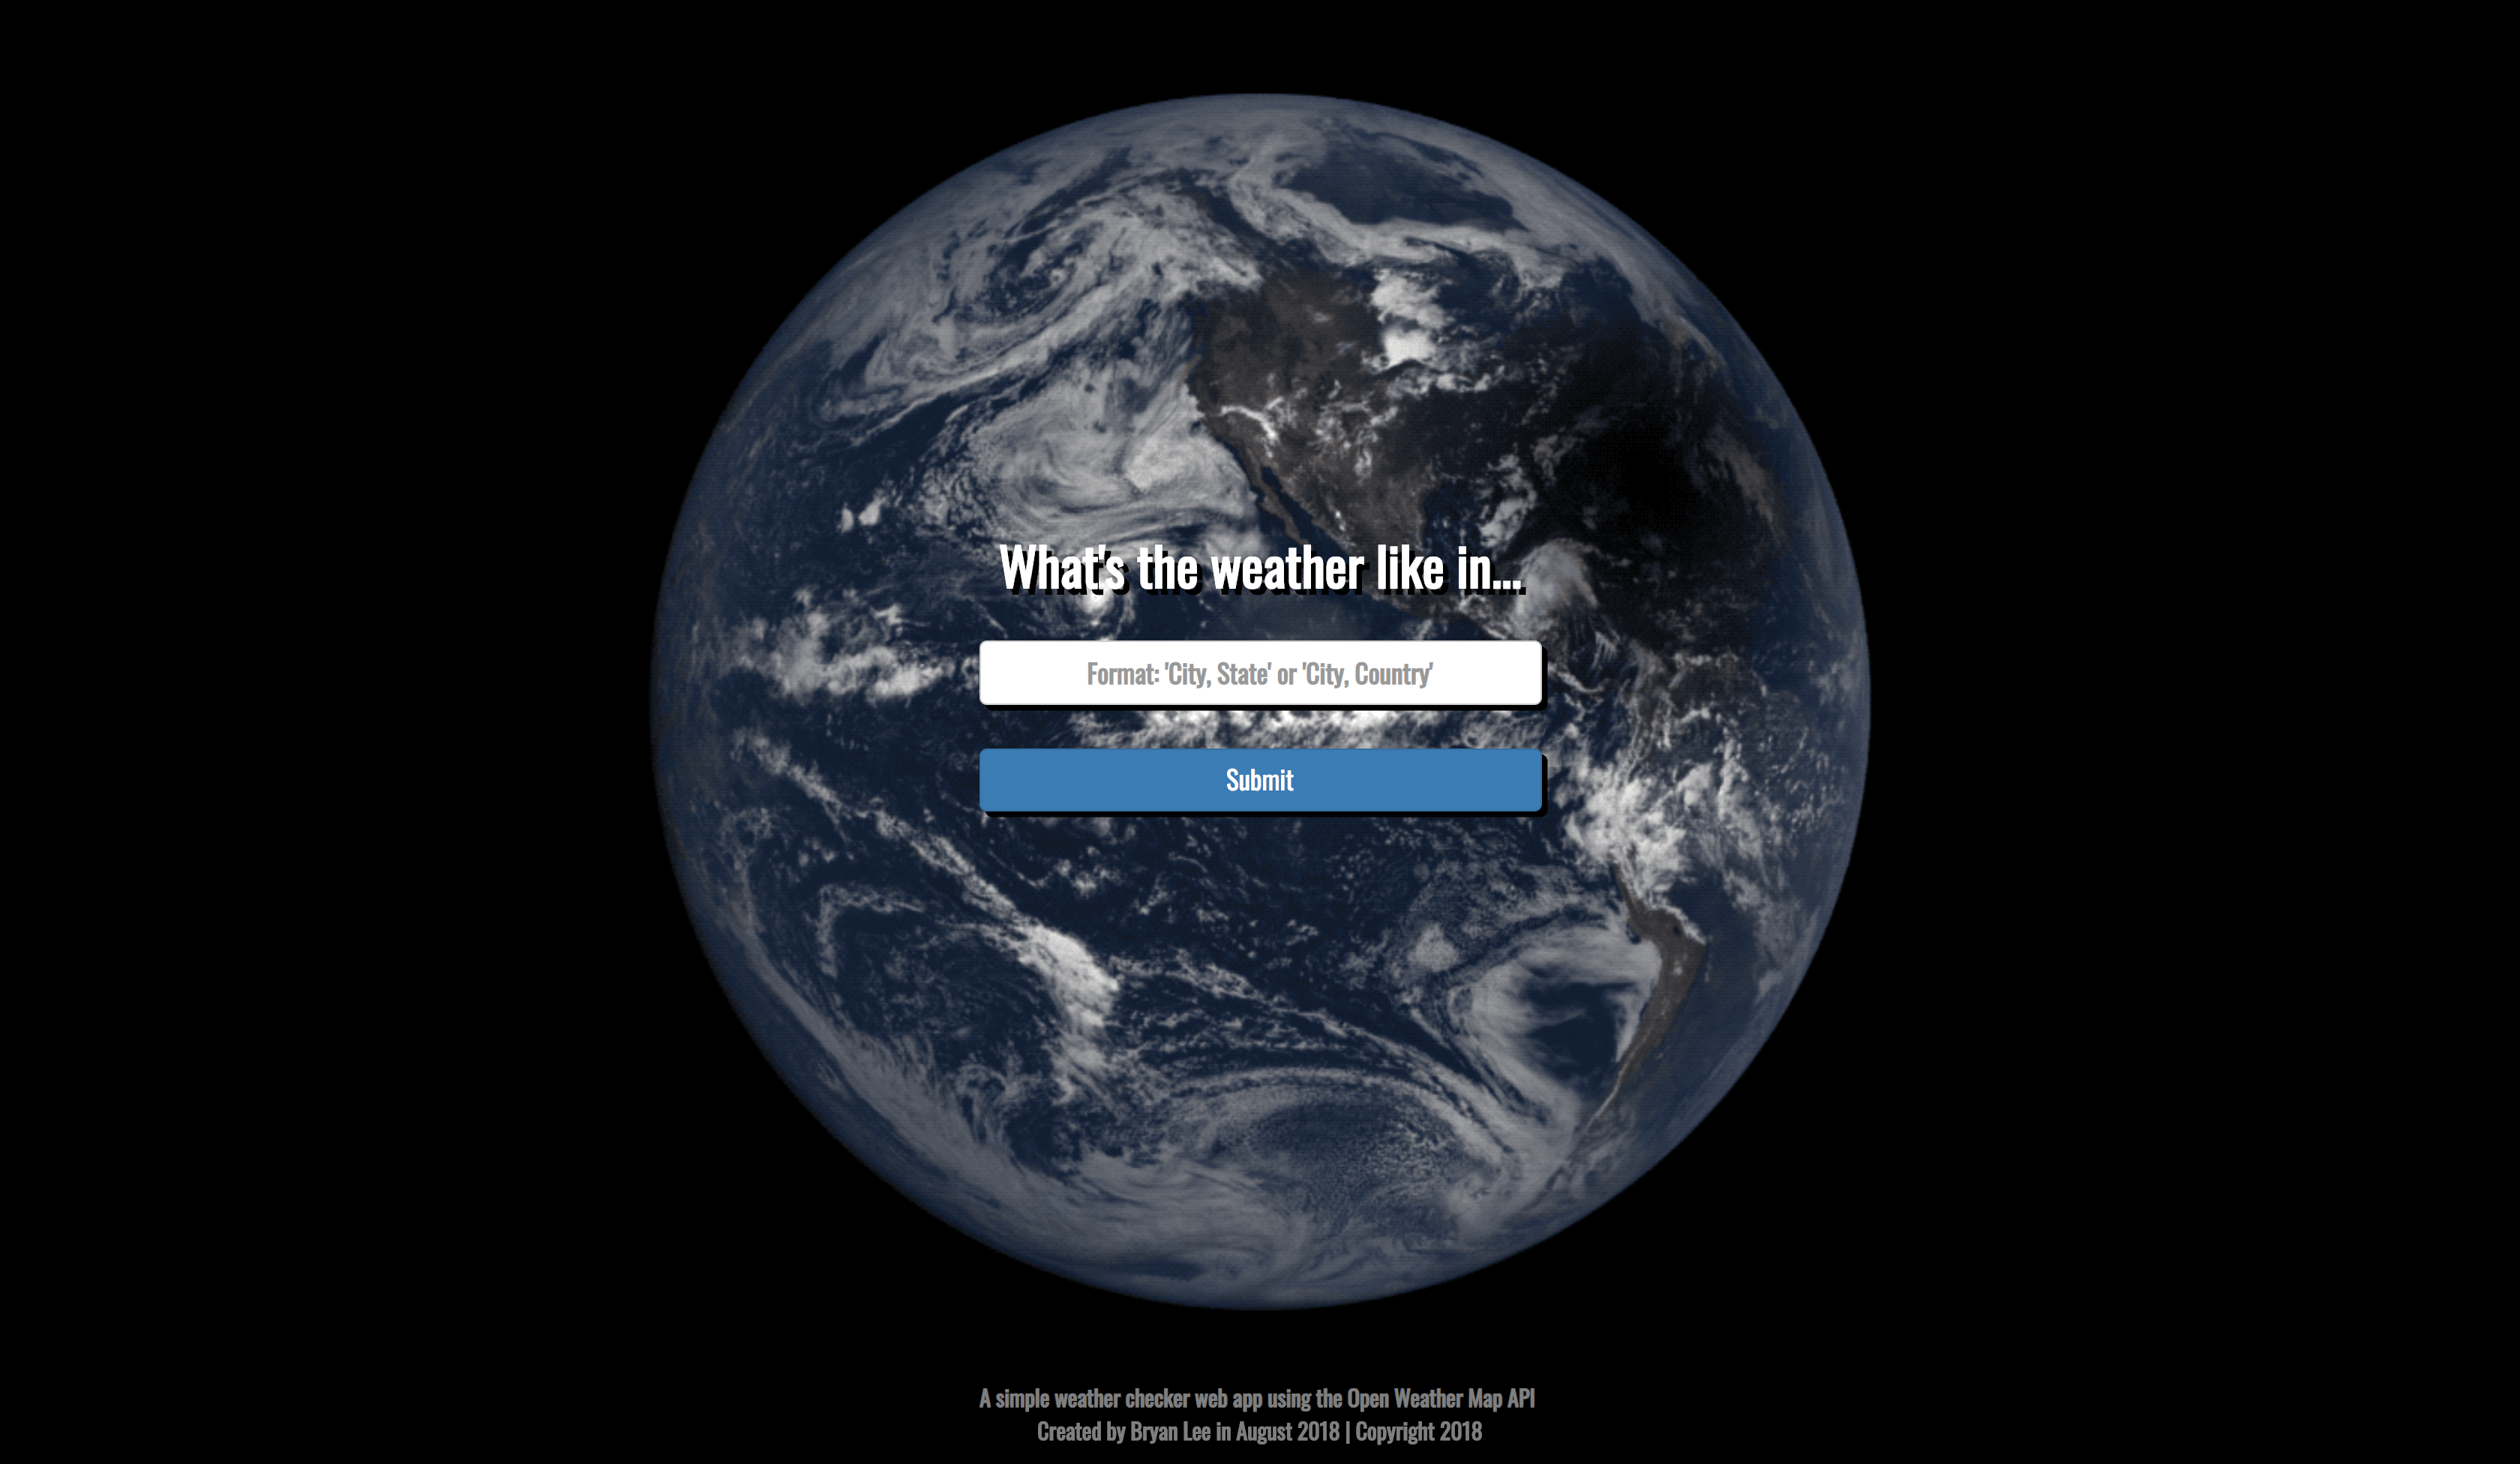 What's the weather like in...
Format: 'City, State' or 'City, Country'
Submit
A simple weather checker web app using the Open Weather Map API
Created by Bryan Lee in August 2018 | Copyright 2018